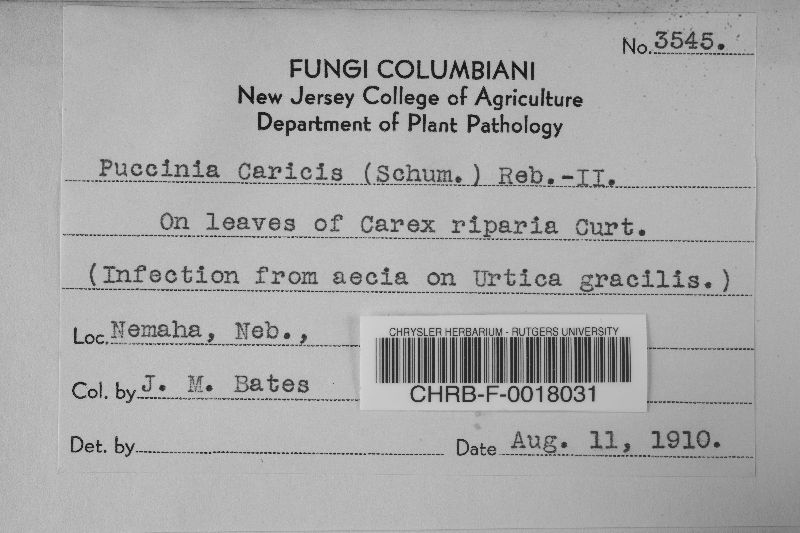 No. 3545.
FUNGI COLUMBIANI
New Jersey College of Agriculture
Department of Plant Pathology
Puccinia Caricis (Schum.) Reb.-II.
On leaves of Carex riparia Curt.
(Infection from aecia on Urtica gracilis.)
Loc. Nemaha, Neb.,
CHRYSLER HERBARIUM - RUTGERS UNIVERSITY
CHRB-F-0018031
Col. by J. M. Bates
Det. by
Date Aug. 11, 1910.